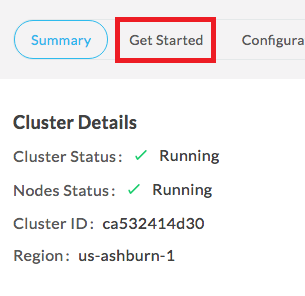 Summary Get Started Configura
Cluster Details
Cluster Status: Running
Nodes Status: Running
Cluster ID: ca532414d30
Region: us-ashburn-1